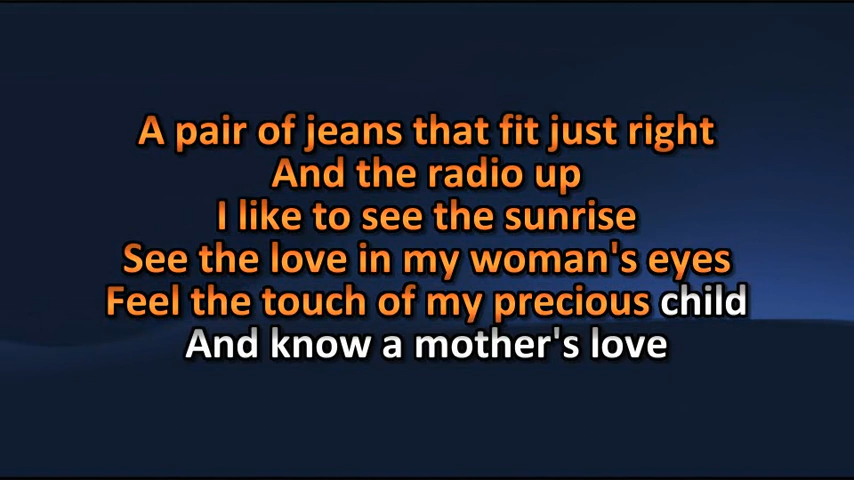 A pair of jeans that fit just right
And the radio up
I like to see the sunrise
See the love in my woman's eyes
Feel the touch of my precious child
And know a mother's love